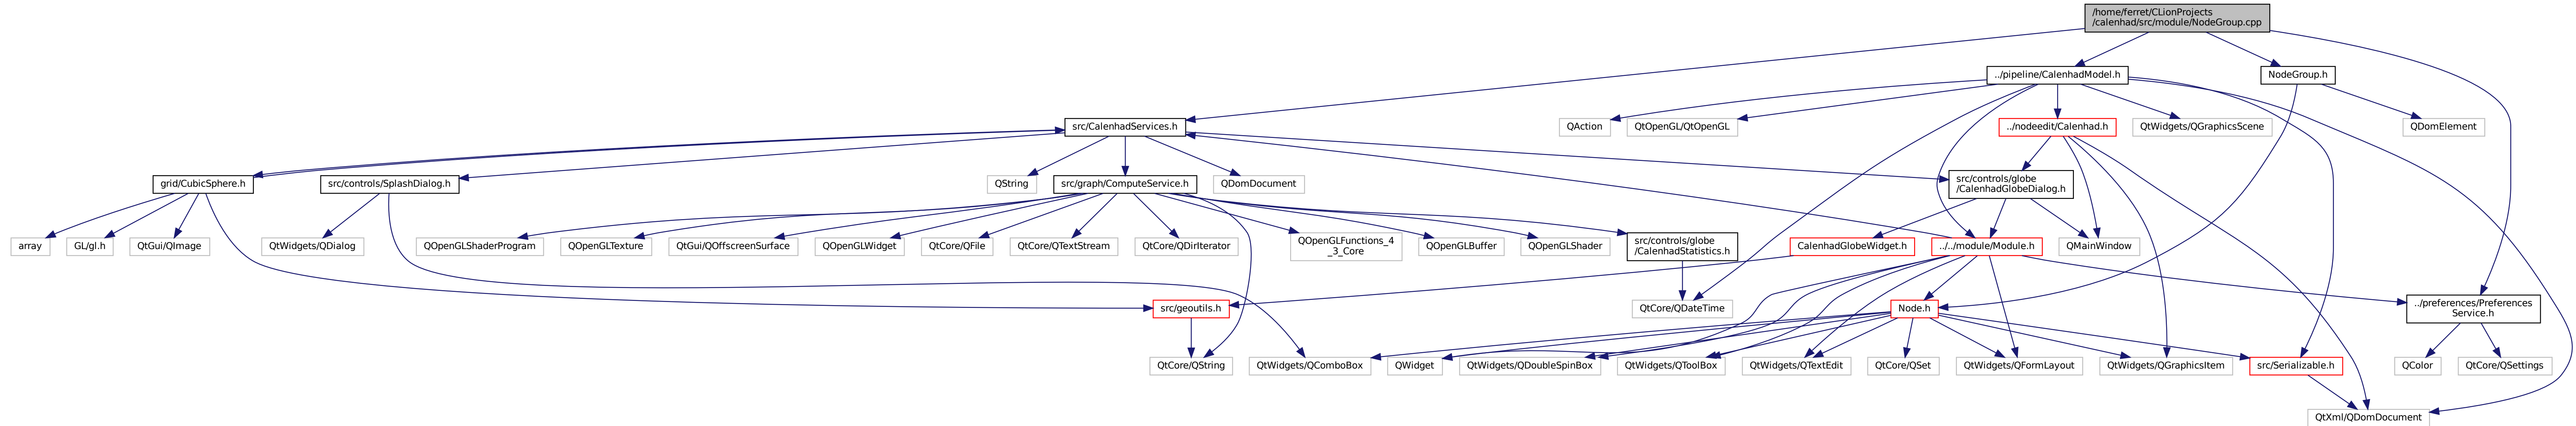 /home/ferret/CLionProjects
/calenhad/src/module/NodeGroup.cpp
../pipeline/CalenhadModel.h
NodeGroup.h
src/CalenhadServices.h
QAction
QtOpenGL/QtOpenGL
../nodeedit/Calenhad.h
QtWidgets/QGraphicsScene
QDomElement
grid/CubicSphere.h
src/controls/SplashDialog.h
QString
src/graph/ComputeService.h
QDomDocument
src/controls/globe
/CalenhadGlobeDialog.h
array
GL/gl.h
QtGui/QImage
QtWidgets/QDialog
QOpenGLShaderProgram
QOpenGLTexture
QtGui/QOffscreenSurface
QOpenGLWidget
QtCore/QFile
QtCore/QTextStream
QtCore/QDirIterator
QOpenGLFunctions_4
_3_Core
QOpenGLBuffer
QOpenGLShader
src/controls/globe
/CalenhadStatistics.h
CalenhadGlobeWidget.h
../../module/Module.h
QMainWindow
src/geoutils.h
QtCore/QDateTime
Node.h
../preferences/Preferences
Service.h
QtCore/QString
QtWidgets/QComboBox
QWidget
QtWidgets/QDoubleSpinBox
QtWidgets/QToolBox
QtWidgets/QTextEdit
QtCore/QSet
QtWidgets/QFormLayout
QtWidgets/QGraphicsItem
src/Serializable.h
QColor
QtCore/QSettings
QtXml/QDomDocument